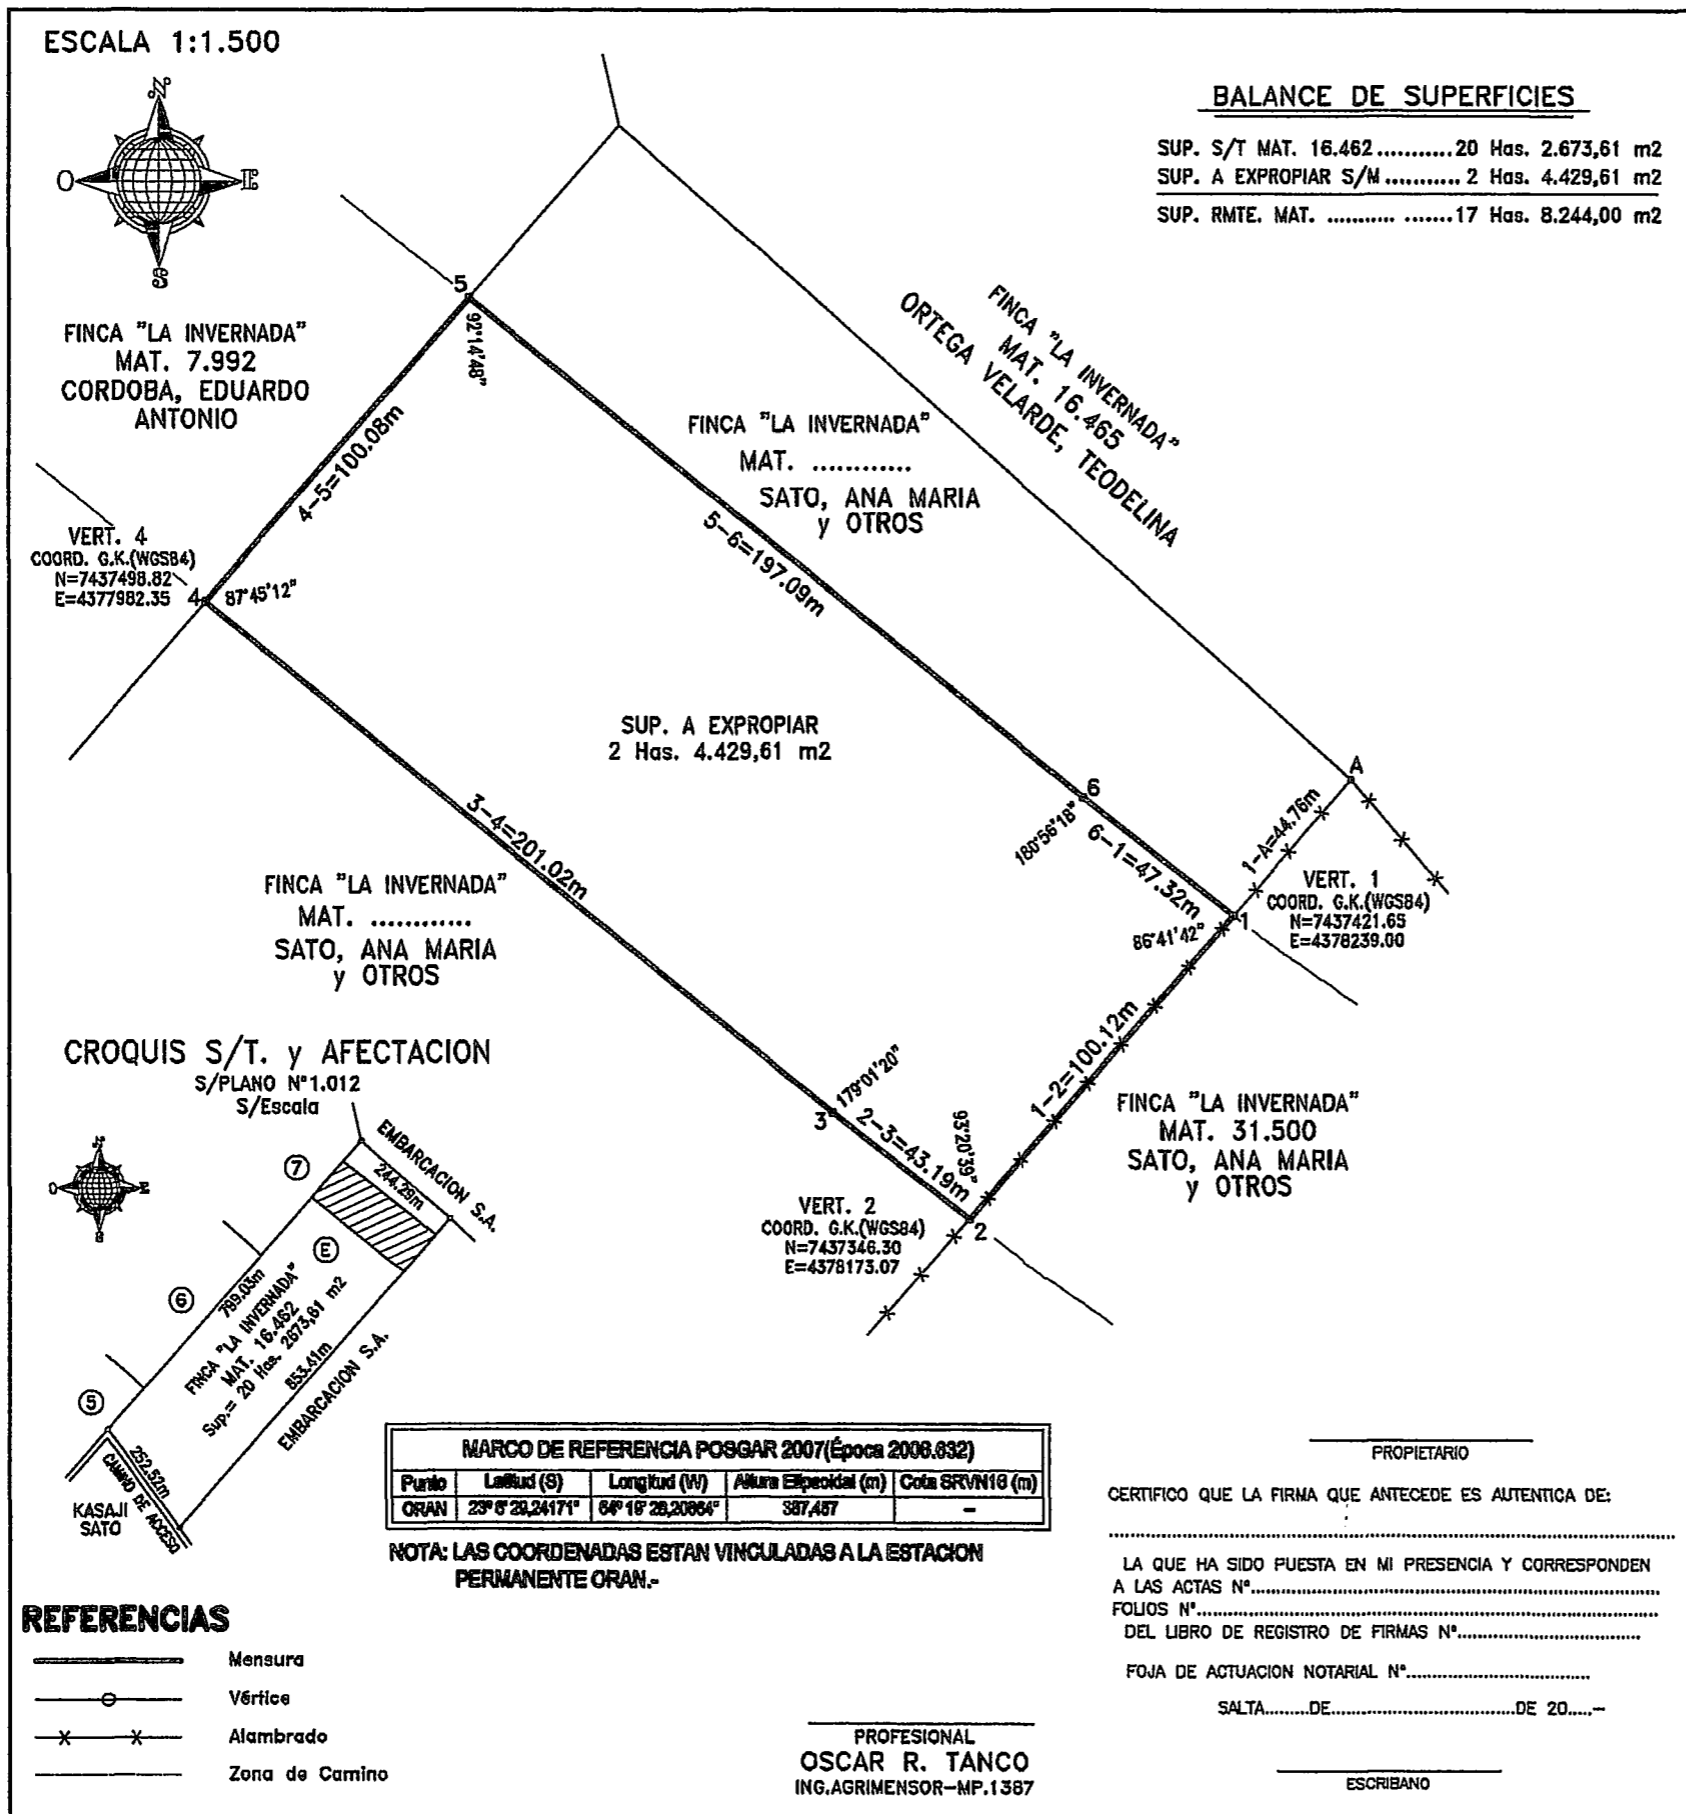 ESCALA 1:1.500
N
O
E
S
BALANCE DE SUPERFICIES
SUP. S/T MAT. 16.462...........20 Has. 2.673,61 m2
SUP. A EXPROPIAR S/M ........... 2 Has. 4.429,61 m2
SUP. RMTE. MAT. ........... .......17 Has. 8.244,00 m2
5
92°14'48"
FINCA "LA INVERNADA"
MAT. 7.992
CORDOBA, EDUARDO
ANTONIO
4-5=100.08m
FINCA "LA INVERNADA"
MAT. 16.465
ORTEGA VELARDE, TEODELINA
FINCA "LA INVERNADA"
MAT. ............
SATO, ANA MARIA
y OTROS
5-6=197.09m
VERT. 4
COORD. G.K.(WGS84)
N=7437498.82
E=4377982.35
4
87°45'12"
SUP. A EXPROPIAR
2 Has. 4.429,61 m2
A
6
180°56'18"
6-1=47.32m
1-A=44.76m
3-4=201.02m
VERT. 1
COORD. G.K.(WGS84)
N=7437421.65
E=4378239.00
1
86°41'42"
FINCA "LA INVERNADA"
MAT. ............
SATO, ANA MARIA
y OTROS
1-2=100.12m
179°01'20"
3
2-3=43.19m
93°20'39"
2
FINCA "LA INVERNADA"
MAT. 31.500
SATO, ANA MARIA
y OTROS
VERT. 2
COORD. G.K.(WGS84)
N=7437346.30
E=4378173.07
CROQUIS S/T. y AFECTACION
S/PLANO N°1.012
S/Escala
N
O
E
S
7
EMBARCACION S.A.
244.29m
E
6
799.03m
FINCA "LA INVERNADA"
MAT. 16.462
Sup.= 20 Has. 2673,61 m2
853.41m
EMBARCACION S.A.
5
252.52m
CAMINO DE ACCESO
KASAJI
SATO
MARCO DE REFERENCIA POSGAR 2007(Época 2006.632)
Punto Latitud (S) Longitud (W) Altura Elipsoidal (m) Cota SRVN16 (m)
ORAN 23° 8' 29,24171" 64° 19' 28,20664" 387,457 -
NOTA: LAS COORDENADAS ESTAN VINCULADAS A LA ESTACION
PERMANENTE ORAN.-
REFERENCIAS
Mensura
Vértice
Alambrado
Zona de Camino
PROFESIONAL
OSCAR R. TANCO
ING.AGRIMENSOR-MP.1387
PROPIETARIO
CERTIFICO QUE LA FIRMA QUE ANTECEDE ES AUTENTICA DE:
..........................................................................................
LA QUE HA SIDO PUESTA EN MI PRESENCIA Y CORRESPONDEN
A LAS ACTAS N°..........................................................................
FOLIOS N°..................................................................................
DEL LIBRO DE REGISTRO DE FIRMAS N°................................
FOJA DE ACTUACION NOTARIAL N°................................
SALTA........DE................................DE 20.....-
ESCRIBANO